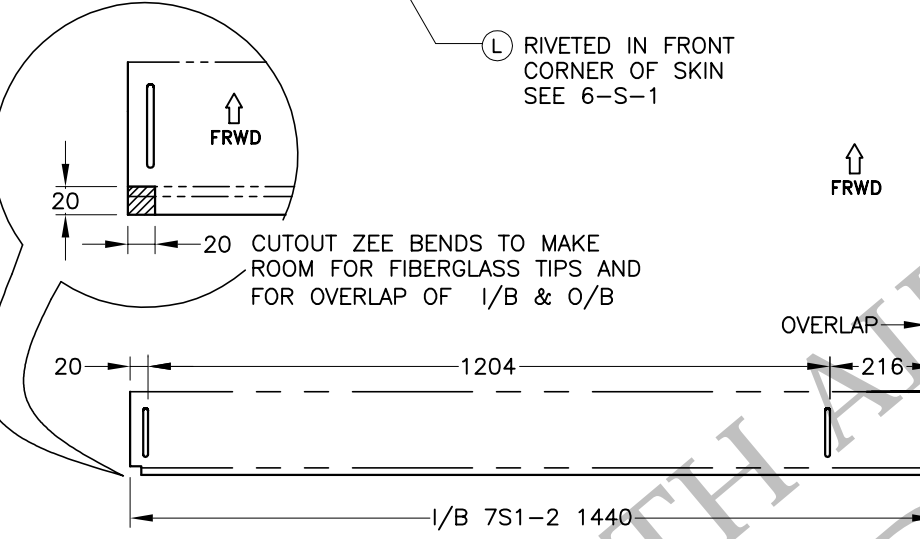 L RIVETED IN FRONT
CORNER OF SKIN
SEE 6-S-1
FRWD
FRWD
20
20
CUTOUT ZEE BENDS TO MAKE
ROOM FOR FIBERGLASS TIPS AND
FOR OVERLAP OF I/B & O/B
OVERLAP
20
1204
216
I/B 7S1-2 1440